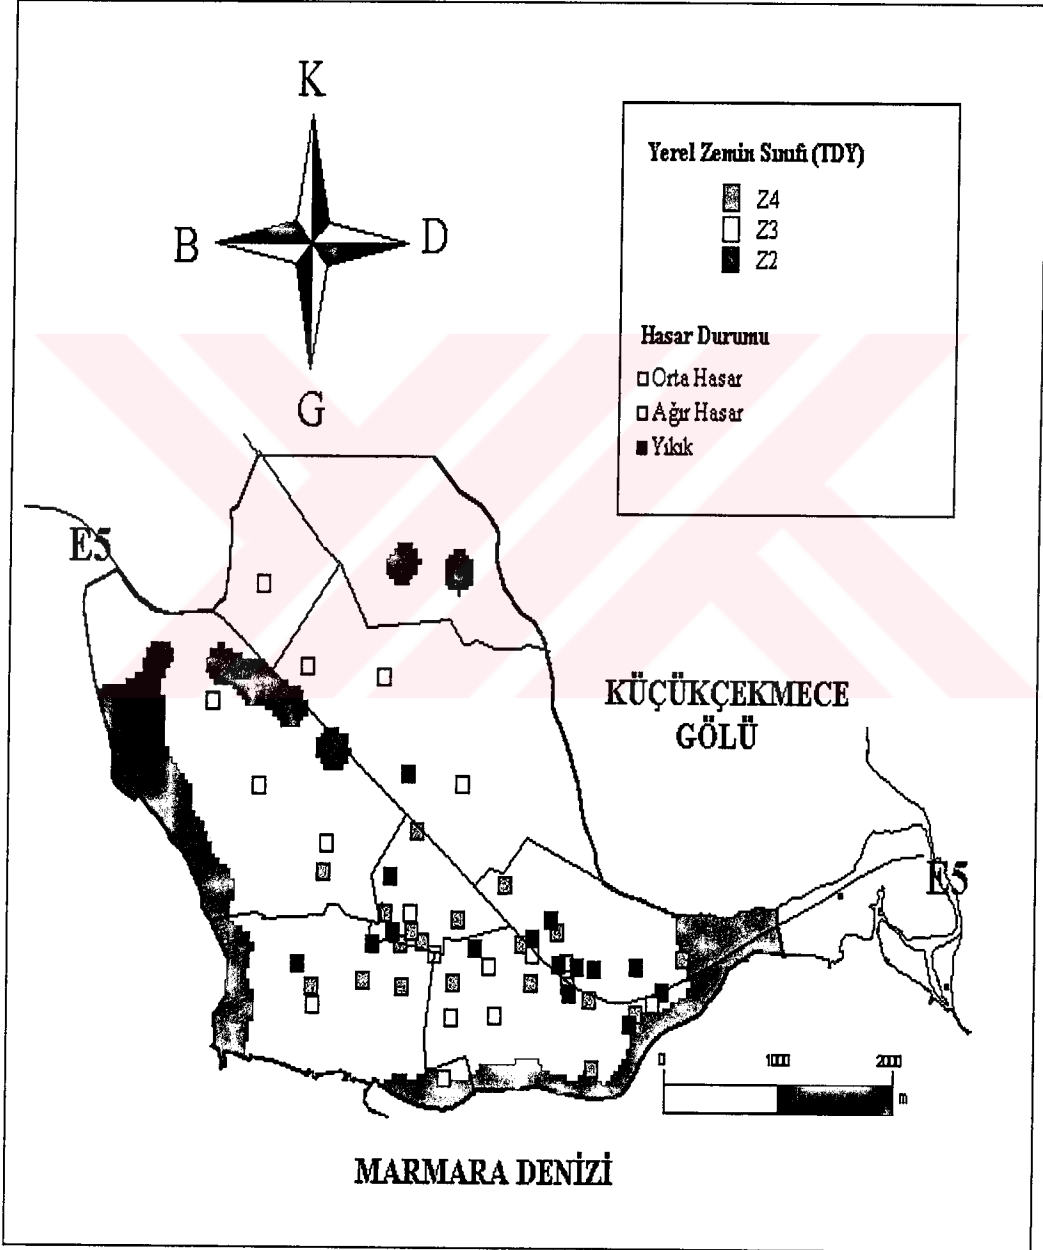 K
B
D
G
Yerel Zemin Sınıfı (TDY)
Z4
Z3
Z2
Hasar Durumu
Orta Hasar
Ağır Hasar
Yıkık
E5
KÜÇÜKÇEKMECE
GÖLÜ
E5
0 1000 2000
m
MARMARA DENİZİ